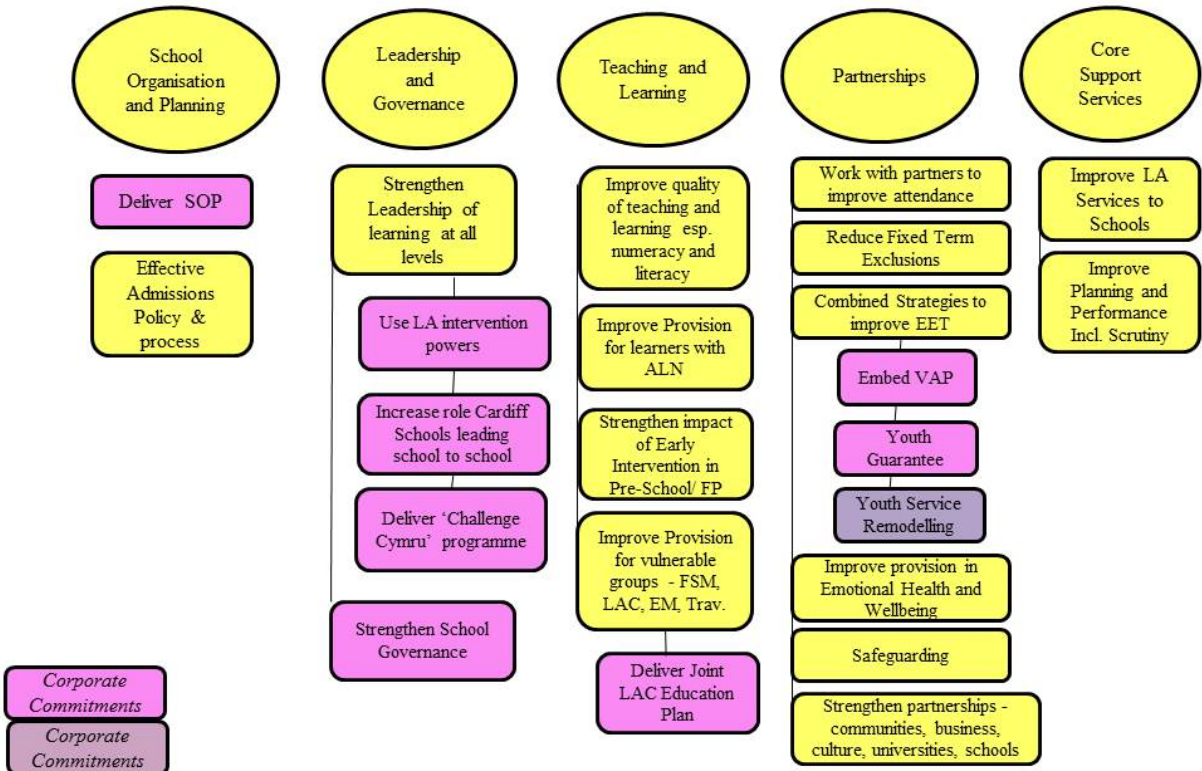 School
Organisation
and Planning
Deliver SOP
Effective
Admissions
Policy &
process
Leadership
and
Governance
Strengthen
Leadership of
learning at all
levels
Use LA intervention
powers
Increase role Cardiff
Schools leading
school to school
Deliver ‘Challenge
Cymru’ programme
Strengthen School
Governance
Teaching and
Learning
Improve quality
of teaching and
learning esp.
numeracy and
literacy
Improve Provision
for learners with
ALN
Strengthen impact
of Early
Intervention in
Pre-School/ FP
Improve Provision
for vulnerable
groups - FSM,
LAC, EM, Trav.
Deliver Joint
LAC Education
Plan
Partnerships
Work with partners to
improve attendance
Reduce Fixed Term
Exclusions
Combined Strategies to
improve EET
Embed VAP
Youth
Guarantee
Youth Service
Remodelling
Improve provision in
Emotional Health and
Wellbeing
Safeguarding
Strengthen partnerships -
communities, business,
culture, universities, schools
Core
Support
Services
Improve LA
Services to
Schools
Improve
Planning and
Performance
Incl. Scrutiny
Corporate
Commitments
Corporate
Commitments